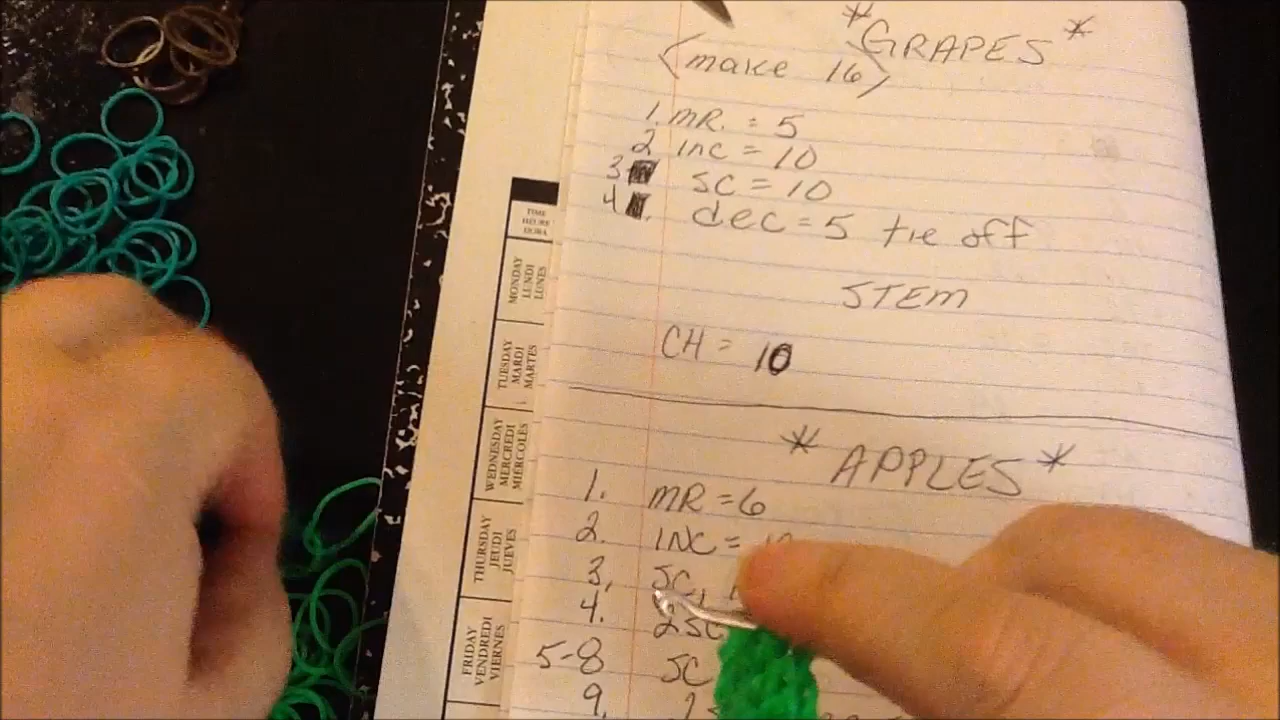 *GRAPES*
<make 16>
1. MR. = 5
2 inc = 10
3 SC = 10
4 . dec = 5 tie off
STEM
CH = 10
*APPLES*
1. MR = 6
2. INC =
3, SC,
4. 2SC
5-8 SC
9.
TIME
HEURE
HORA
MONDAY
LUNDI
LUNES
TUESDAY
MARDI
MARTES
WEDNESDAY
MERCREDI
MIERCOLES
THURSDAY
JEUDI
JUEVES
FRIDAY
VENDREDI
VIERNES